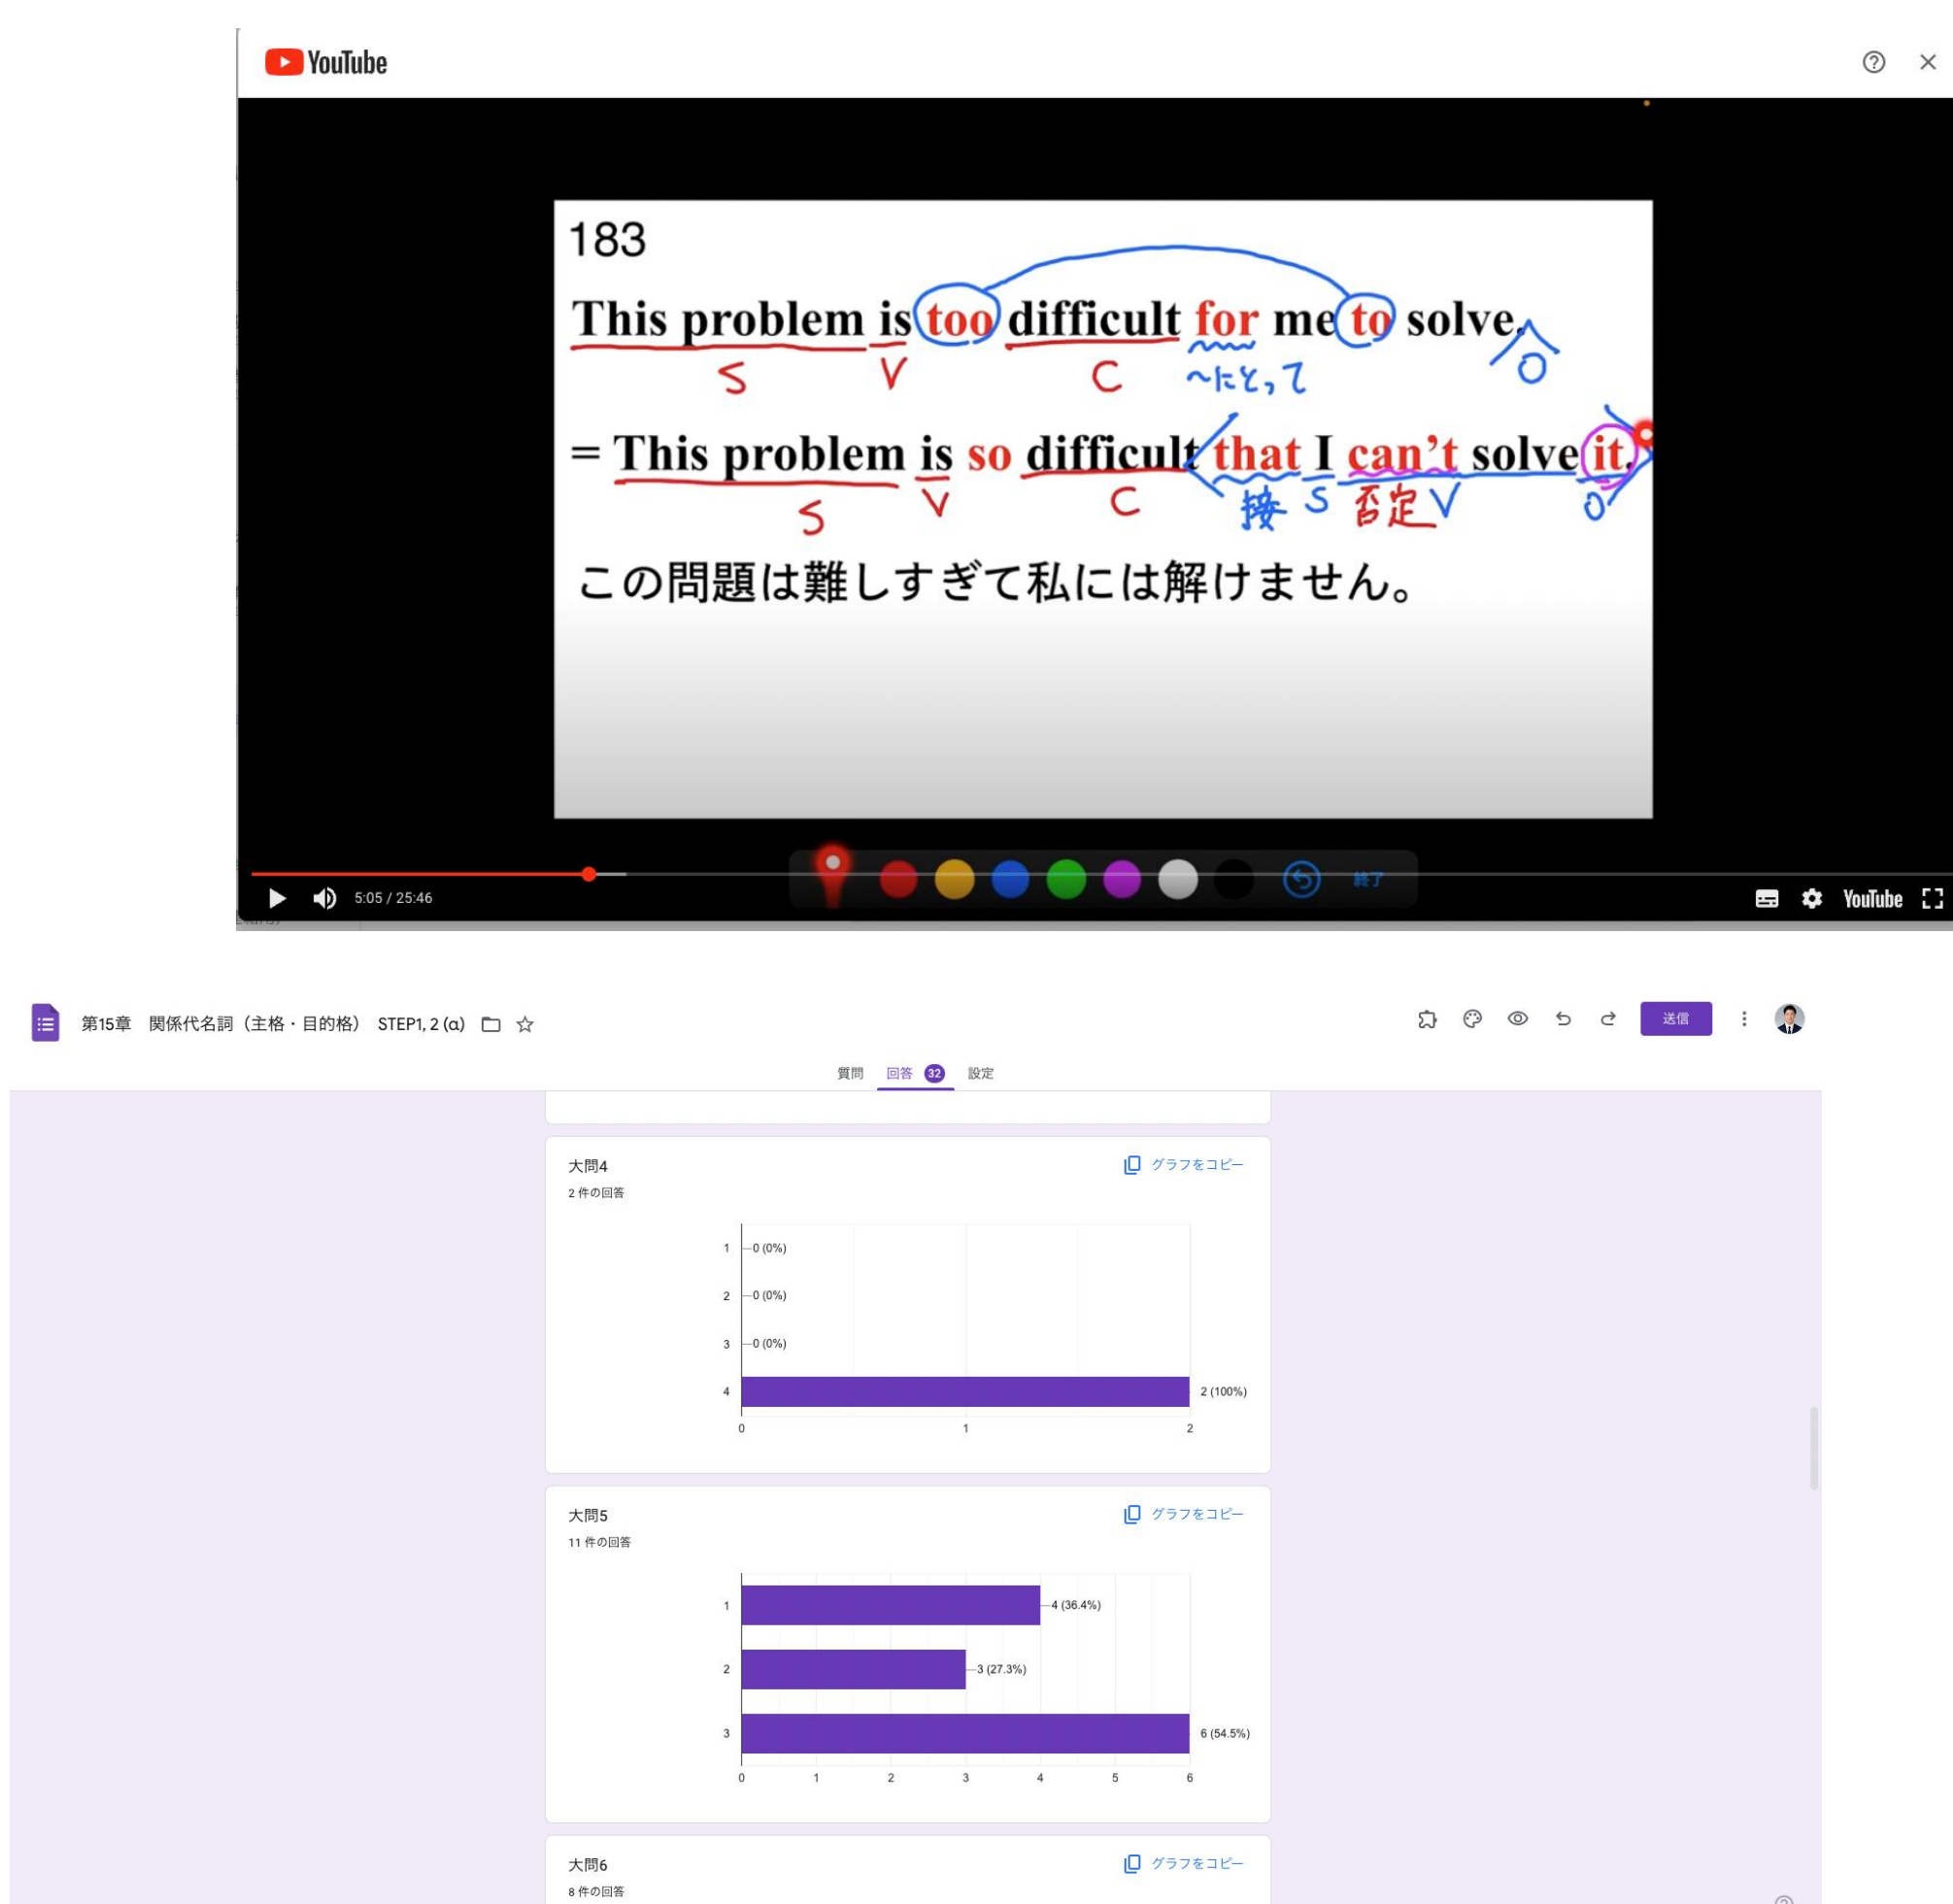 YouTube
183
This problem is too difficult for me to solve.
S V C ～にとって O
= This problem is so difficult that I can't solve it.
S V C 接 S 否定 V O
この問題は難しすぎて私には解けません。
終了
5:05 / 25:46
YouTube
第15章 関係代名詞（主格・目的格） STEP1, 2 (α)
送信
質問 回答 32 設定
大問4
グラフをコピー
2 件の回答
1 0 (0%)
2 0 (0%)
3 0 (0%)
4 2 (100%)
0 1 2
大問5
グラフをコピー
11 件の回答
1 4 (36.4%)
2 3 (27.3%)
3 6 (54.5%)
0 1 2 3 4 5 6
大問6
グラフをコピー
8 件の回答